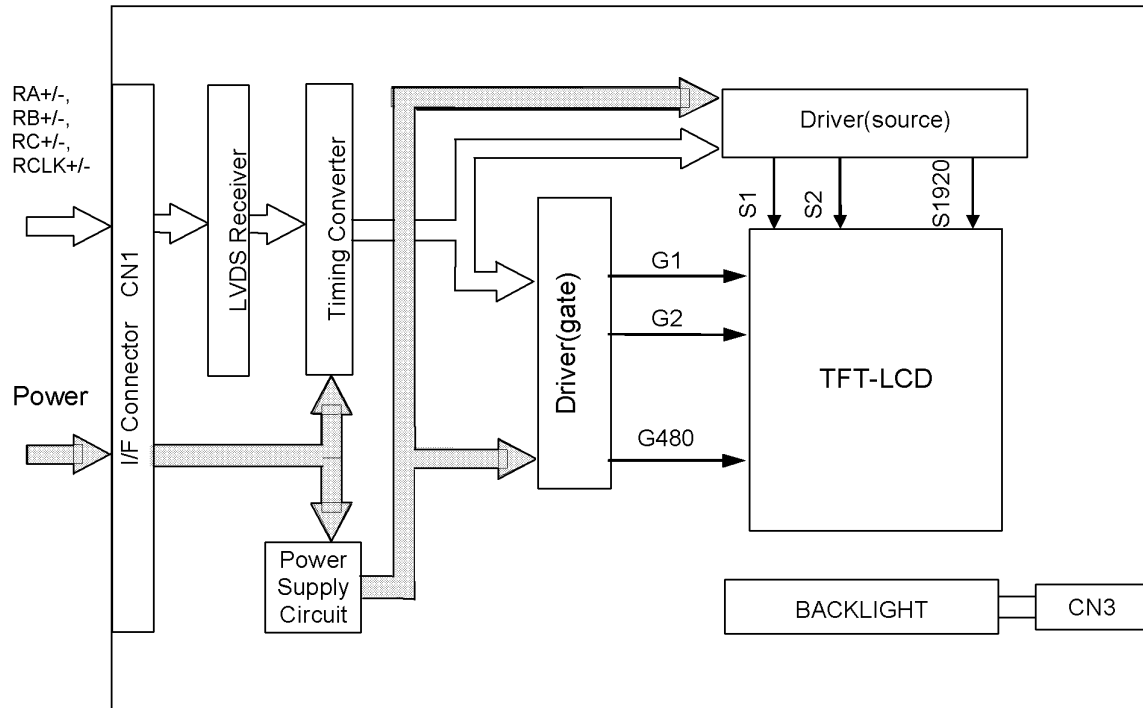 RA+/-,
RB+/-,
RC+/-,
RCLK+/-
Power
I/F Connector CN1
LVDS Receiver
Timing Converter
Power
Supply
Circuit
Driver(gate)
Driver(source)
S1
S2
S1920
G1
G2
G480
TFT-LCD
BACKLIGHT
CN3